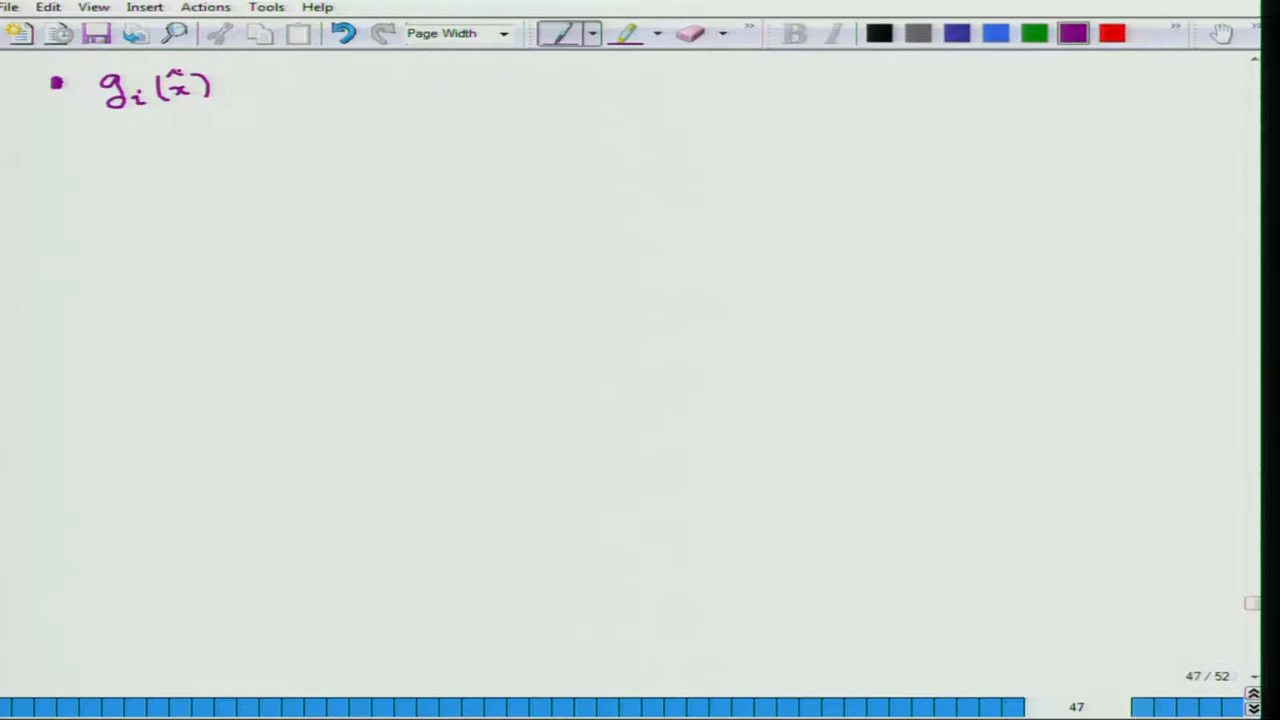 File Edit View Insert Actions Tools Help
Page Width B I
• gᵢ(x̃)
47 / 52
47